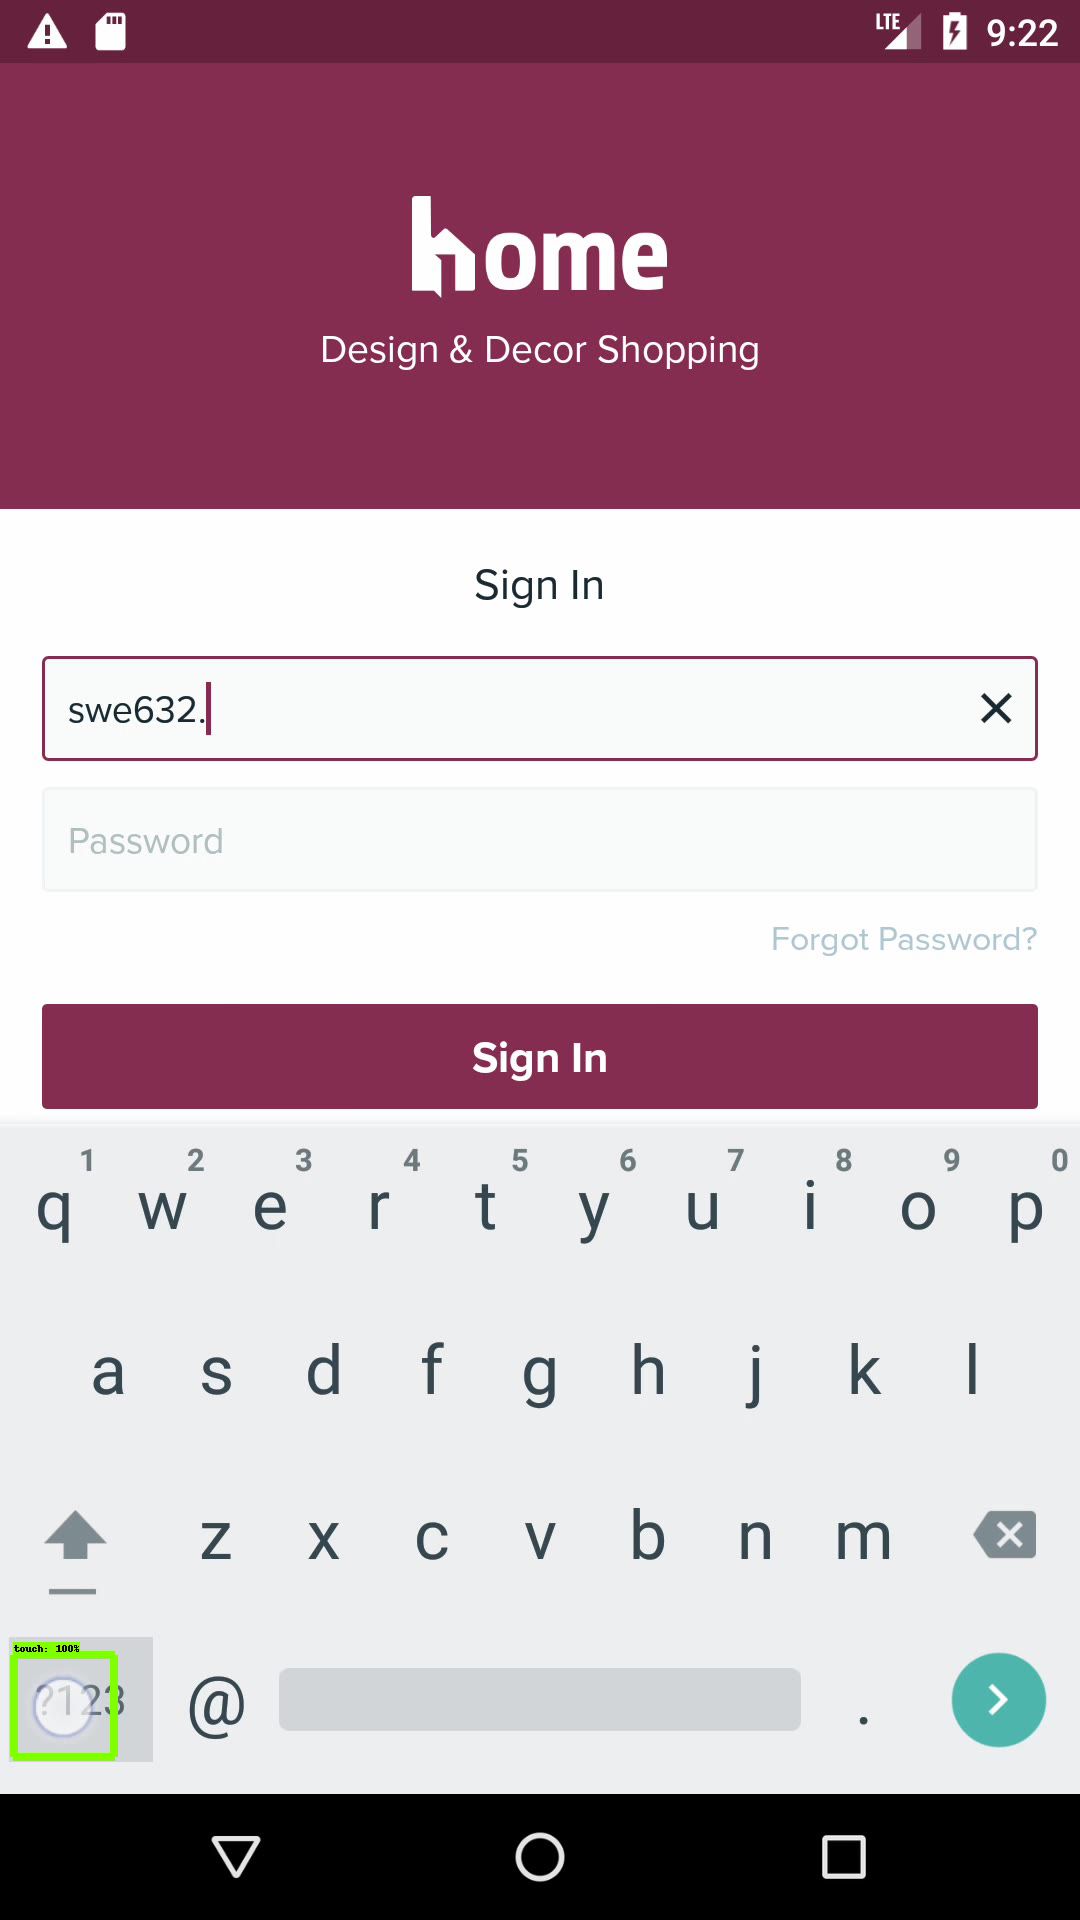 LTE 9:22
home
Design & Decor Shopping
Sign In
swe632.
Password
Forgot Password?
Sign In
1 2 3 4 5 6 7 8 9 0
q w e r t y u i o p
a s d f g h j k l
z x c v b n m
touch: 100%
?123 @ .